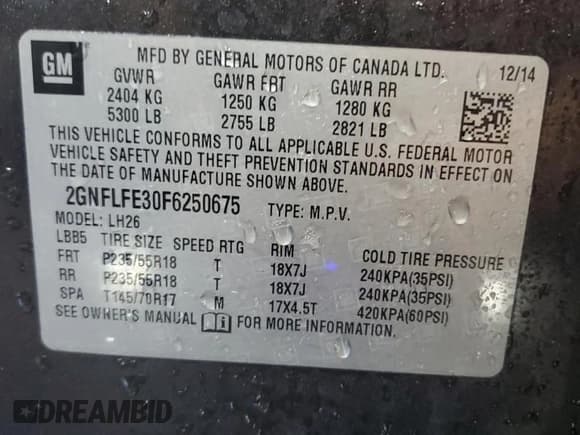 GM
MFD BY GENERAL MOTORS OF CANADA LTD. 12/14
GVWR GAWR FRT GAWR RR
2404 KG 1250 KG 1280 KG
5300 LB 2755 LB 2821 LB
THIS VEHICLE CONFORMS TO ALL APPLICABLE U.S. FEDERAL MOTOR
VEHICLE SAFETY AND THEFT PREVENTION STANDARDS IN EFFECT ON
THE DATE OF MANUFACTURE SHOWN ABOVE.
2GNFLFE30F6250675 TYPE: M.P.V.
MODEL: LH26
LBB5 TIRE SIZE SPEED RTG RIM COLD TIRE PRESSURE
FRT P235/55R18 T 18X7J 240KPA(35PSI)
RR P235/55R18 T 18X7J 240KPA(35PSI)
SPA T145/70R17 M 17X4.5T 420KPA(60PSI)
SEE OWNER'S MANUAL FOR MORE INFORMATION.
DREAMBID